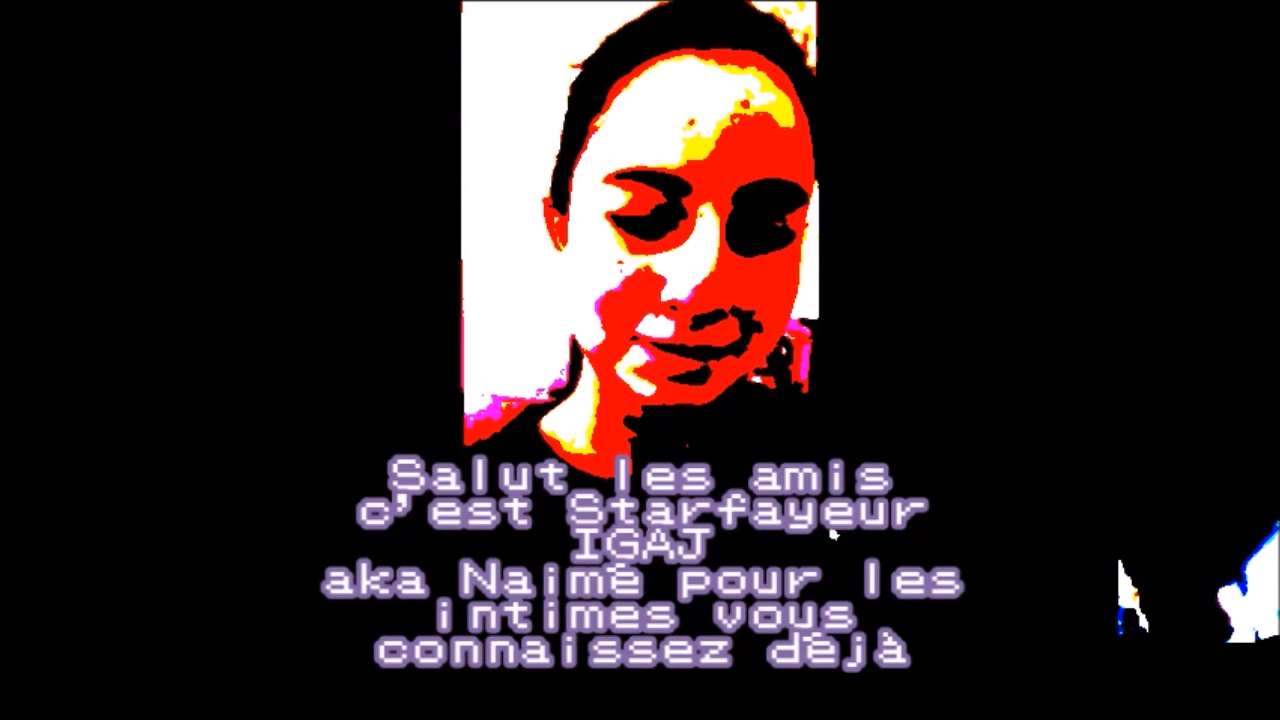 Salut les amis
c'est Starfayeur
IGAJ
aka Naimé pour les
intimes vous
connaissez déjà